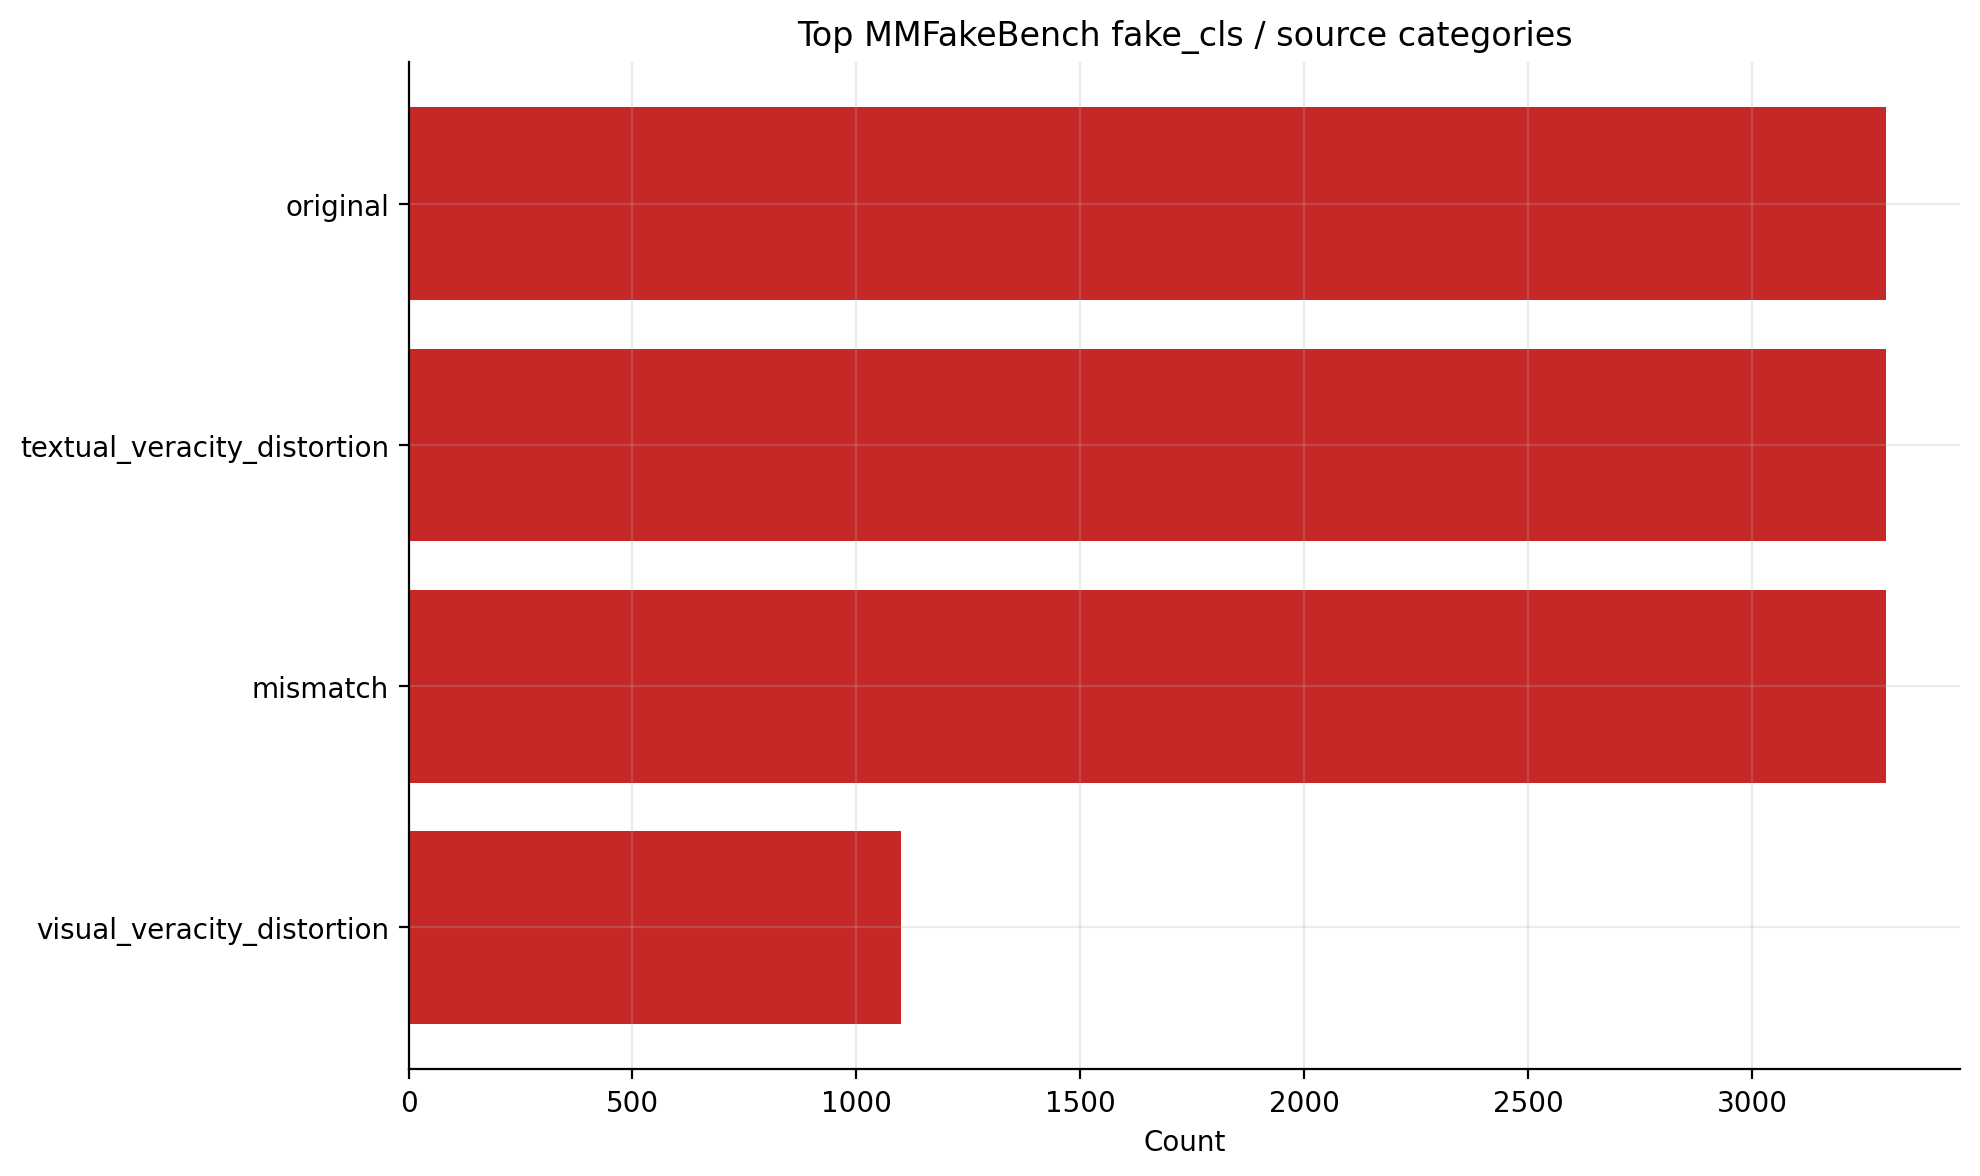 Top MMFakeBench fake_cls / source categories
original
textual_veracity_distortion
mismatch
visual_veracity_distortion
0 500 1000 1500 2000 2500 3000
Count